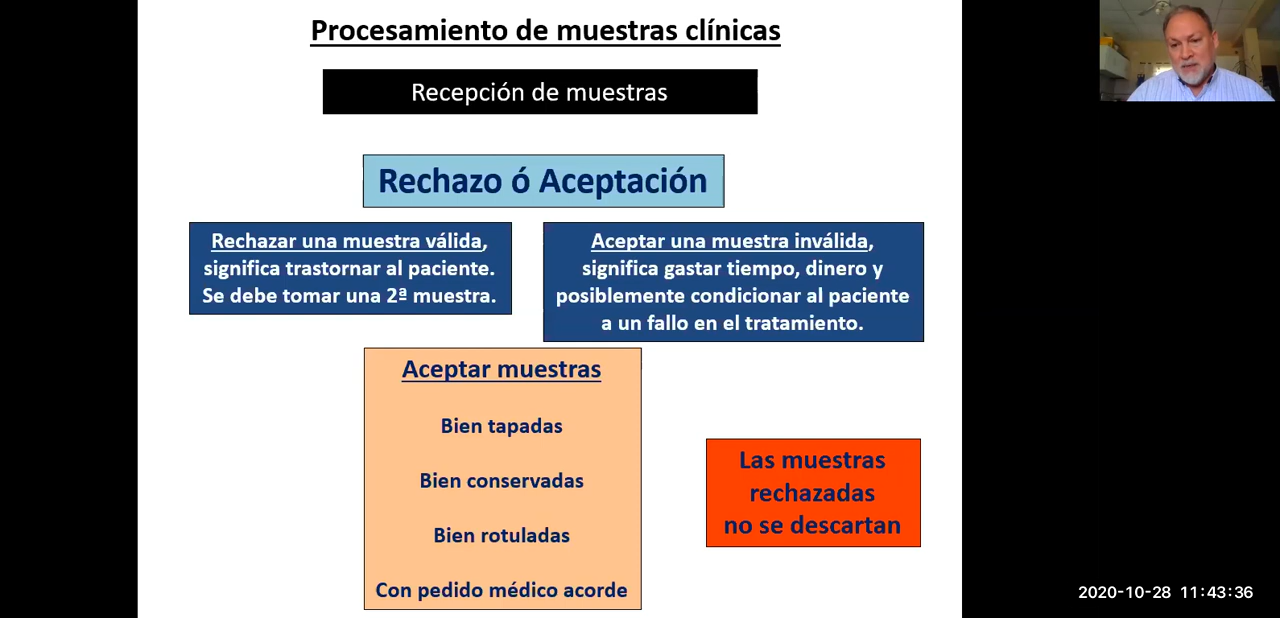 Procesamiento de muestras clínicas
Recepción de muestras
Rechazo ó Aceptación
Rechazar una muestra válida,
significa trastornar al paciente.
Se debe tomar una 2ª muestra.
Aceptar una muestra inválida,
significa gastar tiempo, dinero y
posiblemente condicionar al paciente
a un fallo en el tratamiento.
Aceptar muestras
Bien tapadas
Bien conservadas
Bien rotuladas
Con pedido médico acorde
Las muestras
rechazadas
no se descartan
2020-10-28 11:43:36